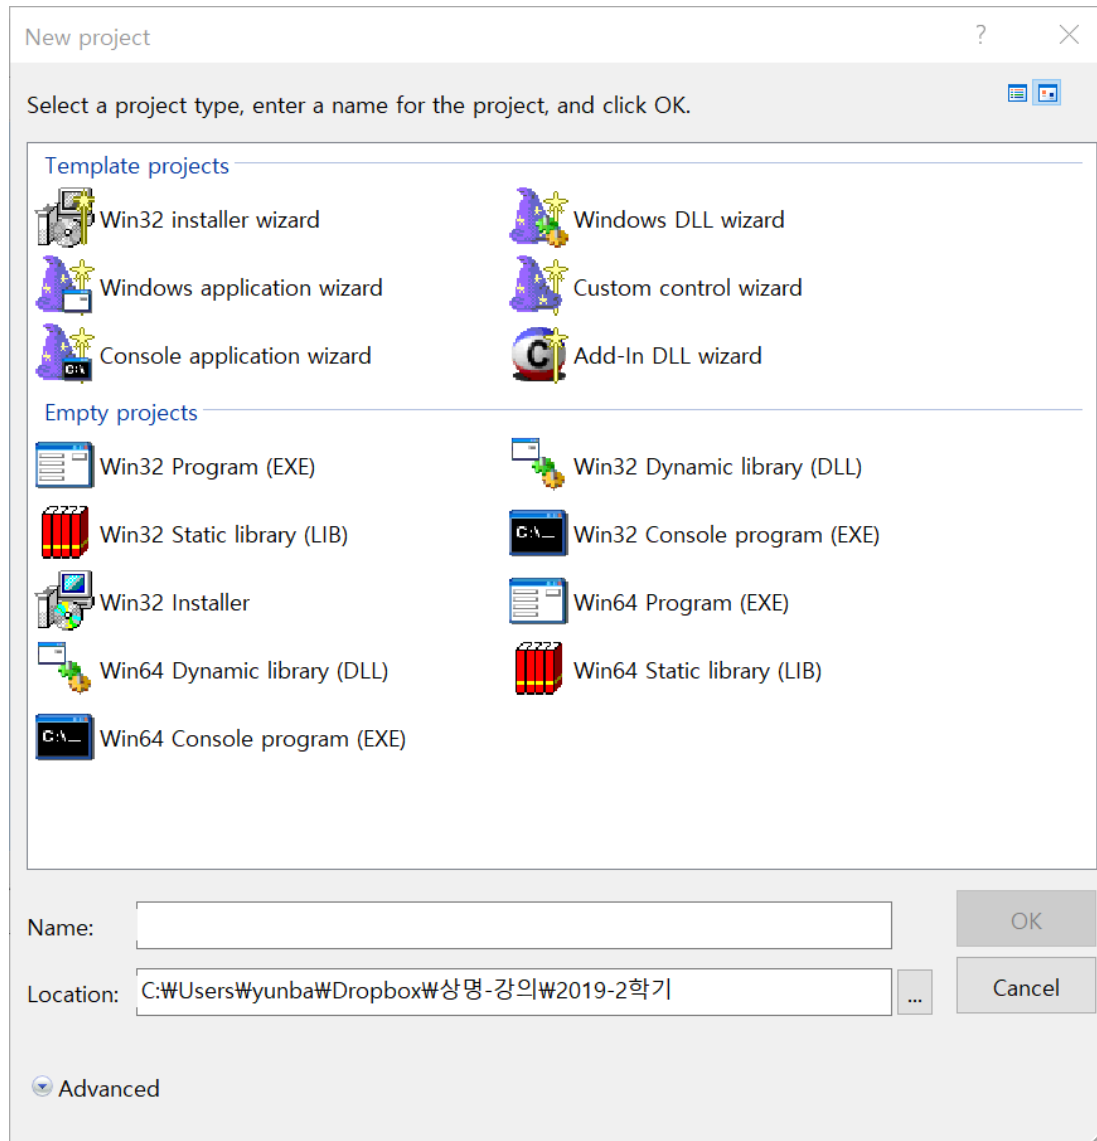 New project
Select a project type, enter a name for the project, and click OK.
Template projects
Win32 installer wizard
Windows DLL wizard
Windows application wizard
Custom control wizard
Console application wizard
Add-In DLL wizard
Empty projects
Win32 Program (EXE)
Win32 Dynamic library (DLL)
Win32 Static library (LIB)
Win32 Console program (EXE)
Win32 Installer
Win64 Program (EXE)
Win64 Dynamic library (DLL)
Win64 Static library (LIB)
Win64 Console program (EXE)
Name:
OK
Location: C:₩Users₩yunba₩Dropbox₩상명-강의₩2019-2학기
...
Cancel
Advanced